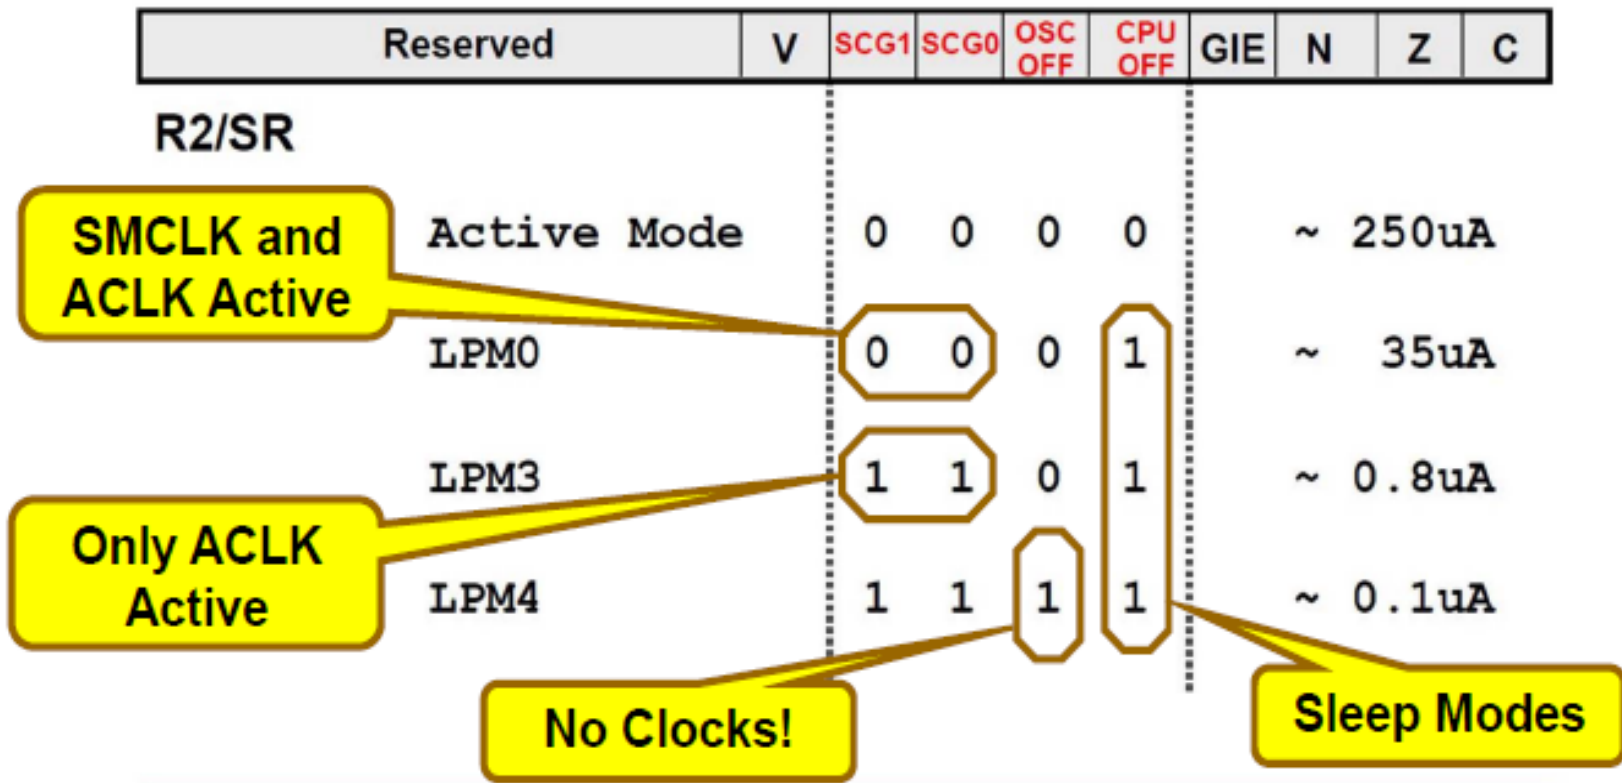 Reserved V SCG1 SCG0 OSC OFF CPU OFF GIE N Z C
R2/SR
SMCLK and
ACLK Active
Active Mode 0 0 0 0 ~ 250uA
LPM0 0 0 0 1 ~ 35uA
LPM3 1 1 0 1 ~ 0.8uA
Only ACLK
Active
LPM4 1 1 1 1 ~ 0.1uA
No Clocks!
Sleep Modes